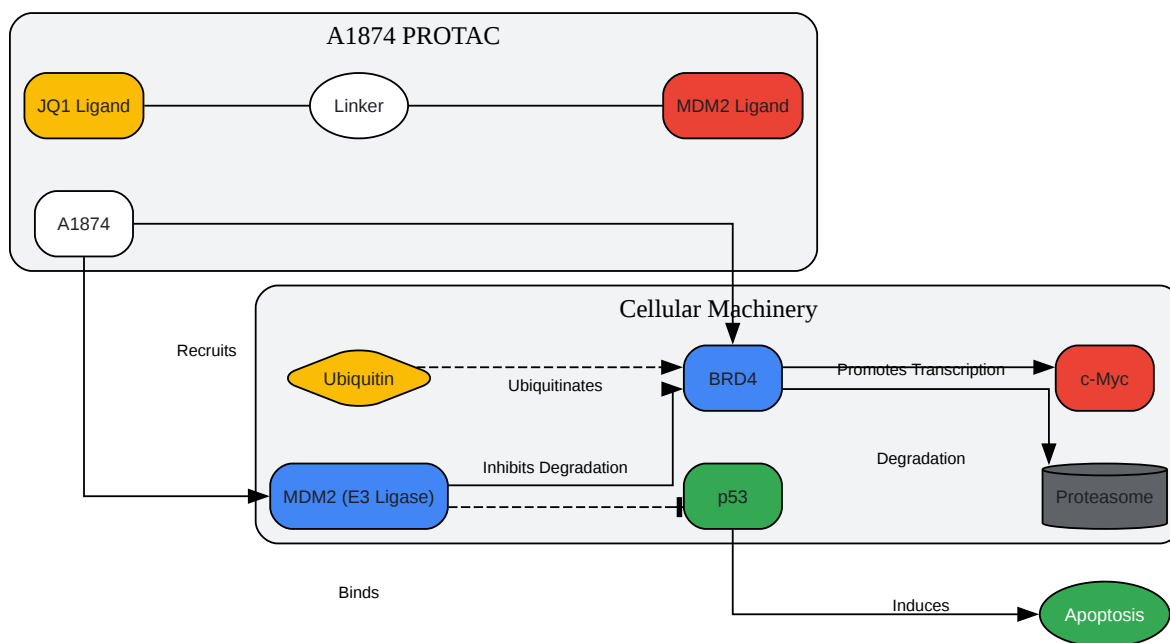 A1874 PROTAC
JQ1 Ligand
Linker
MDM2 Ligand
A1874
Cellular Machinery
Recruits
Ubiquitin
Ubiquitinates
BRD4
Promotes Transcription
c-Myc
Inhibits Degradation
Degradation
MDM2 (E3 Ligase)
p53
Proteasome
Binds
Induces
Apoptosis